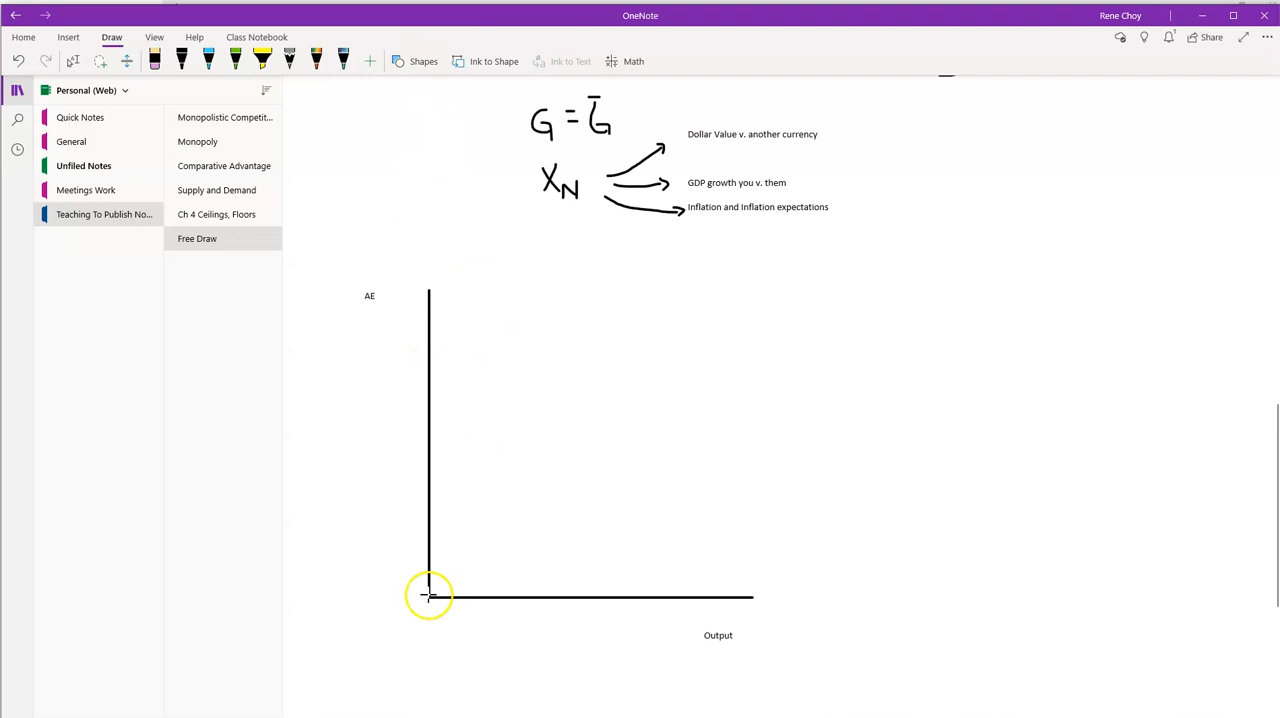 OneNote
Rene Choy
Home Insert Draw View Help Class Notebook
Share
Shapes Ink to Shape Ink to Text Math
Personal (Web)
Quick Notes
General
Unfiled Notes
Meetings Work
Teaching To Publish No...
Monopolistic Competit...
Monopoly
Comparative Advantage
Supply and Demand
Ch 4 Ceilings, Floors
Free Draw
G = G̅
Dollar Value v. another currency
X_N
GDP growth you v. them
Inflation and Inflation expectations
AE
Output